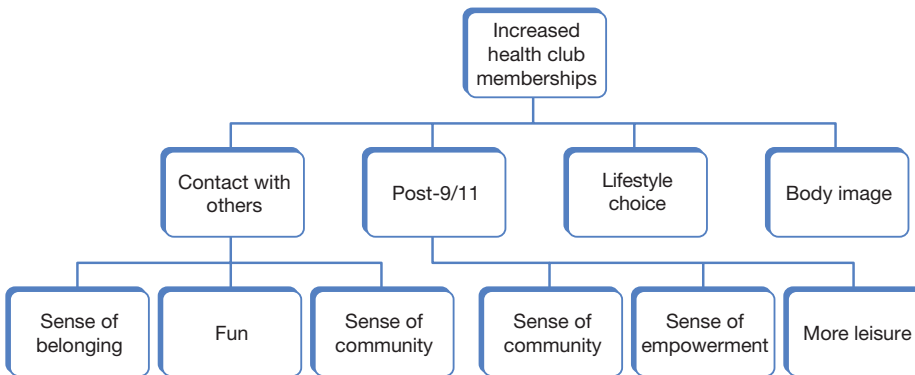 Increased
health club
memberships
Contact with
others
Post-9/11
Lifestyle
choice
Body image
Sense of
belonging
Fun
Sense of
community
Sense of
community
Sense of
empowerment
More leisure